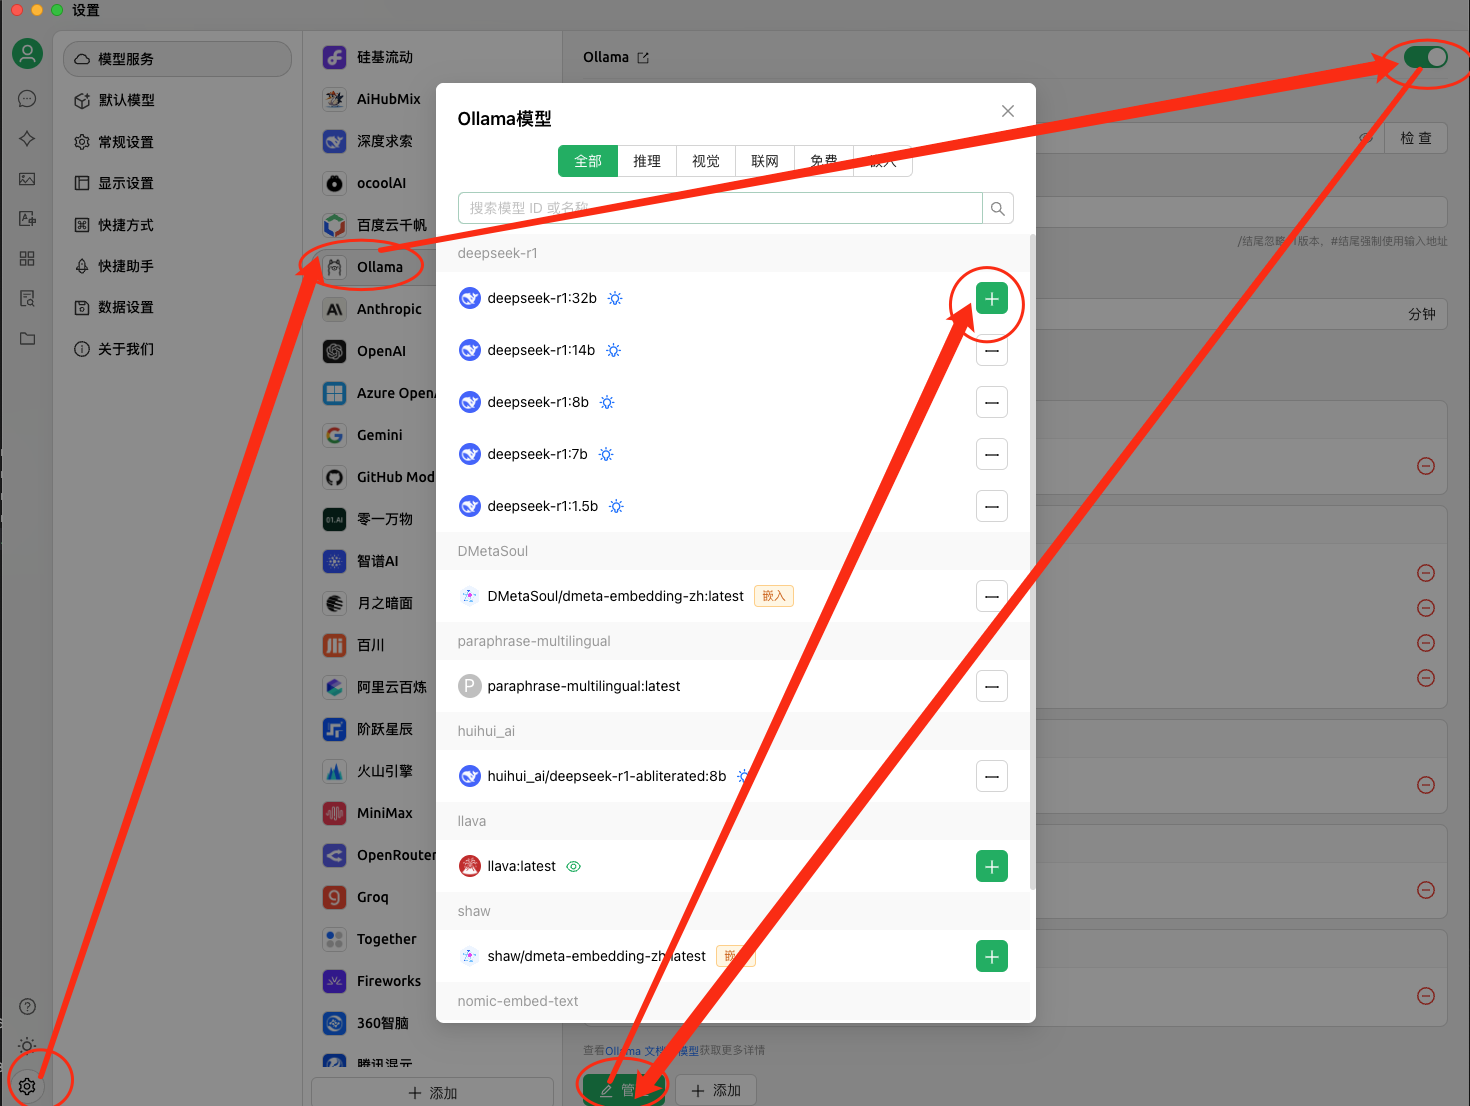 设置
模型服务
默认模型
常规设置
显示设置
快捷方式
快捷助手
数据设置
关于我们
硅基流动
AiHubMix
深度求索
ocoolAI
百度云千帆
Ollama
Anthropic
OpenAI
Azure Open
Gemini
GitHub Mod
零一万物
智谱AI
月之暗面
百川
阿里云百炼
阶跃星辰
火山引擎
MiniMax
OpenRouter
Groq
Together
Fireworks
360智脑
腾讯混元
添加
Ollama
检 查
/结尾忽略 1版本，#结尾强制使用输入地址
分钟
Ollama模型
全部 推理 视觉 联网 免费 嵌入
搜索模型 ID 或名称
deepseek-r1
deepseek-r1:32b
deepseek-r1:14b
deepseek-r1:8b
deepseek-r1:7b
deepseek-r1:1.5b
DMetaSoul
DMetaSoul/dmeta-embedding-zh:latest 嵌入
paraphrase-multilingual
P paraphrase-multilingual:latest
huihui_ai
huihui_ai/deepseek-r1-abliterated:8b
llava
llava:latest
shaw
shaw/dmeta-embedding-zh:latest 嵌
nomic-embed-text
查看Ollama 文档 模型获取更多详情
管 添加